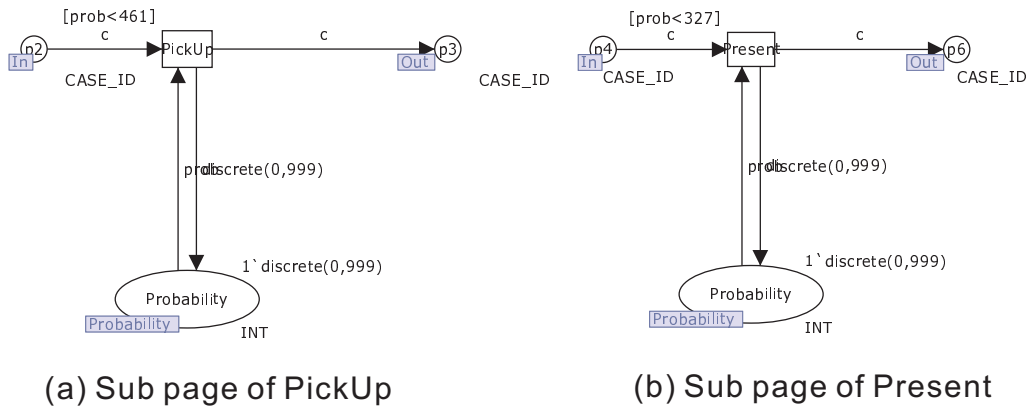 [prob<461]
c
c
p2
PickUp
p3
In
Out
CASE_ID
CASE_ID
prob
discrete(0,999)
1`discrete(0,999)
Probability
Probability
INT
(a) Sub page of PickUp
[prob<327]
c
c
p4
Present
p6
In
Out
CASE_ID
CASE_ID
prob
discrete(0,999)
1`discrete(0,999)
Probability
Probability
INT
(b) Sub page of Present